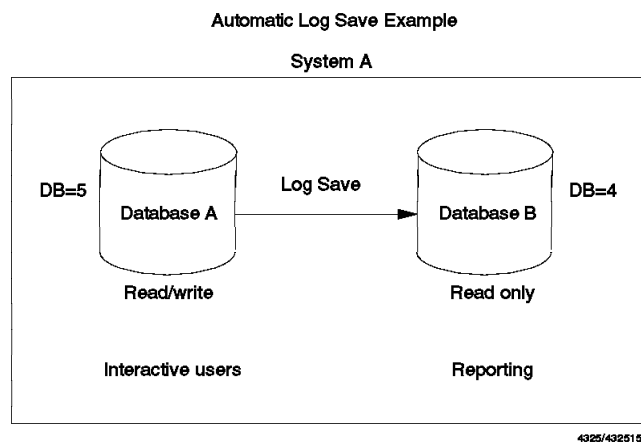 Automatic Log Save Example
System A
DB=5
Database A
Log Save
Database B
DB=4
Read/write
Read only
Interactive users
Reporting
4325/432515